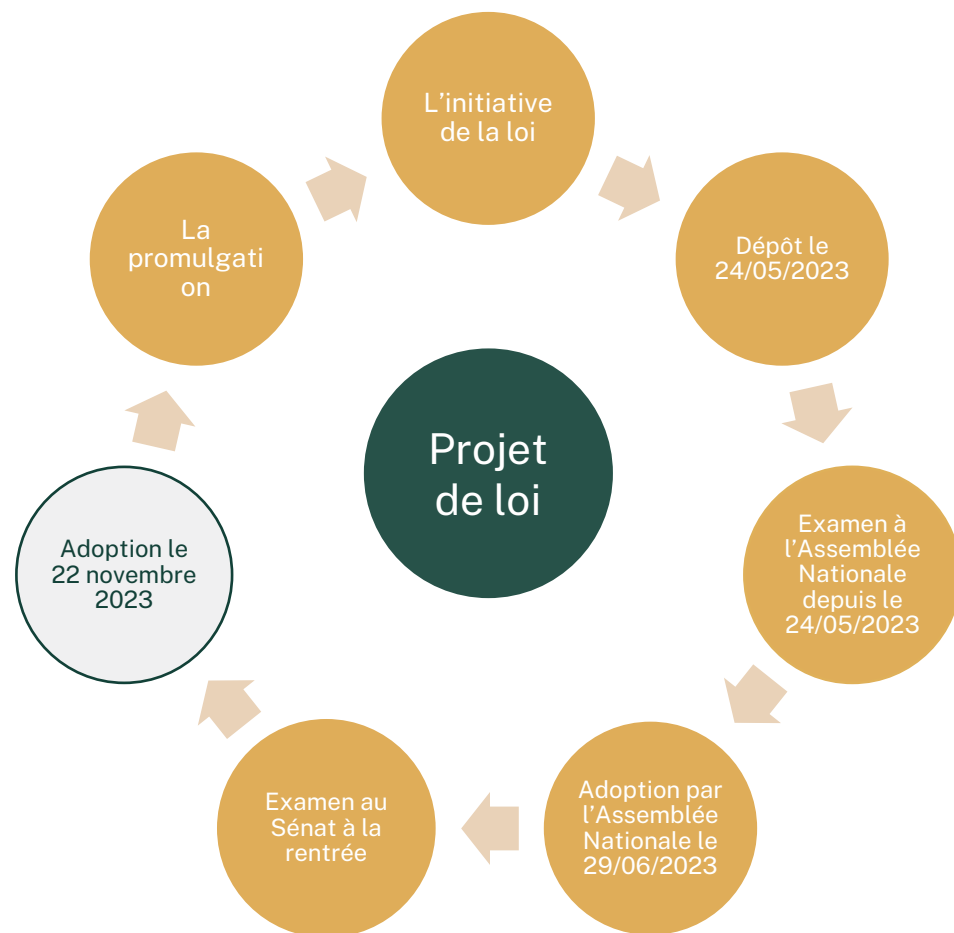 L’initiative
de la loi
Dépôt le
24/05/2023
Examen à
l’Assemblée
Nationale
depuis le
24/05/2023
Adoption par
l’Assemblée
Nationale le
29/06/2023
Examen au
Sénat à la
rentrée
Adoption le
22 novembre
2023
La
promulgati
on
Projet
de loi